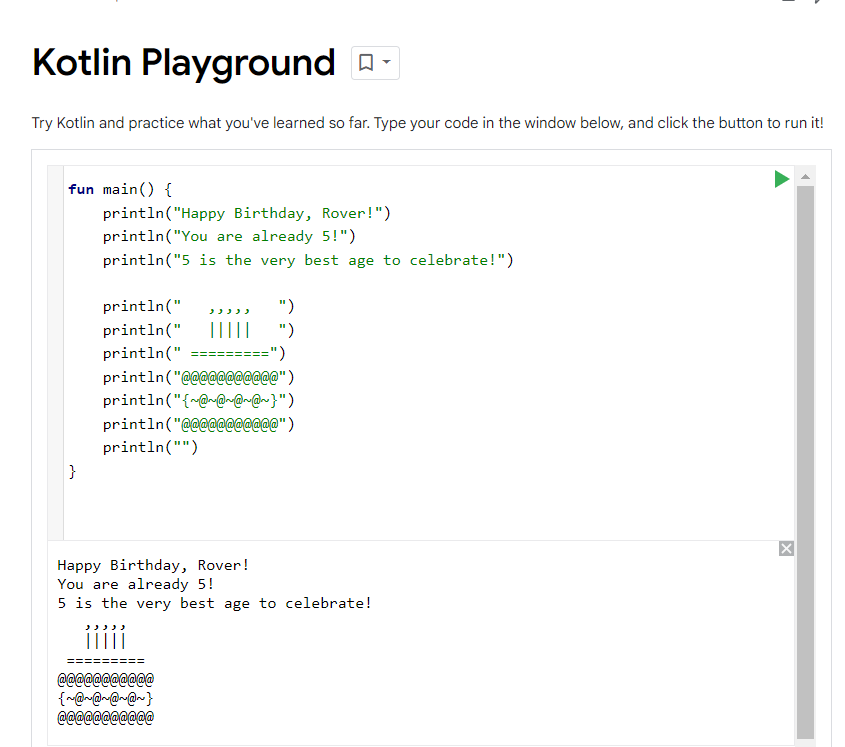 Kotlin Playground
Try Kotlin and practice what you've learned so far. Type your code in the window below, and click the button to run it!
fun main() {
    println("Happy Birthday, Rover!")
    println("You are already 5!")
    println("5 is the very best age to celebrate!")

    println("   ,,,,,   ")
    println("   |||||   ")
    println(" =========")
    println("@@@@@@@@@@@")
    println("{~@~@~@~@~}")
    println("@@@@@@@@@@@")
    println("")
}
Happy Birthday, Rover!
You are already 5!
5 is the very best age to celebrate!
   ,,,,,
   |||||
 =========
@@@@@@@@@@@
{~@~@~@~@~}
@@@@@@@@@@@